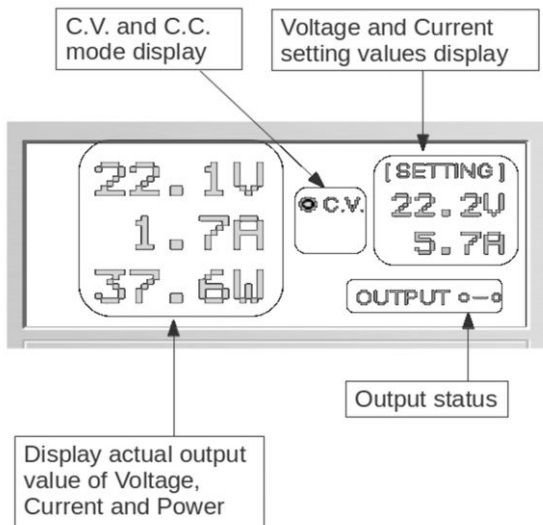 C.V. and C.C.
mode display
Voltage and Current
setting values display
22.1V
1.7A
37.6W
C.V.
[SETTING]
22.2V
5.7A
OUTPUT
Output status
Display actual output
value of Voltage,
Current and Power